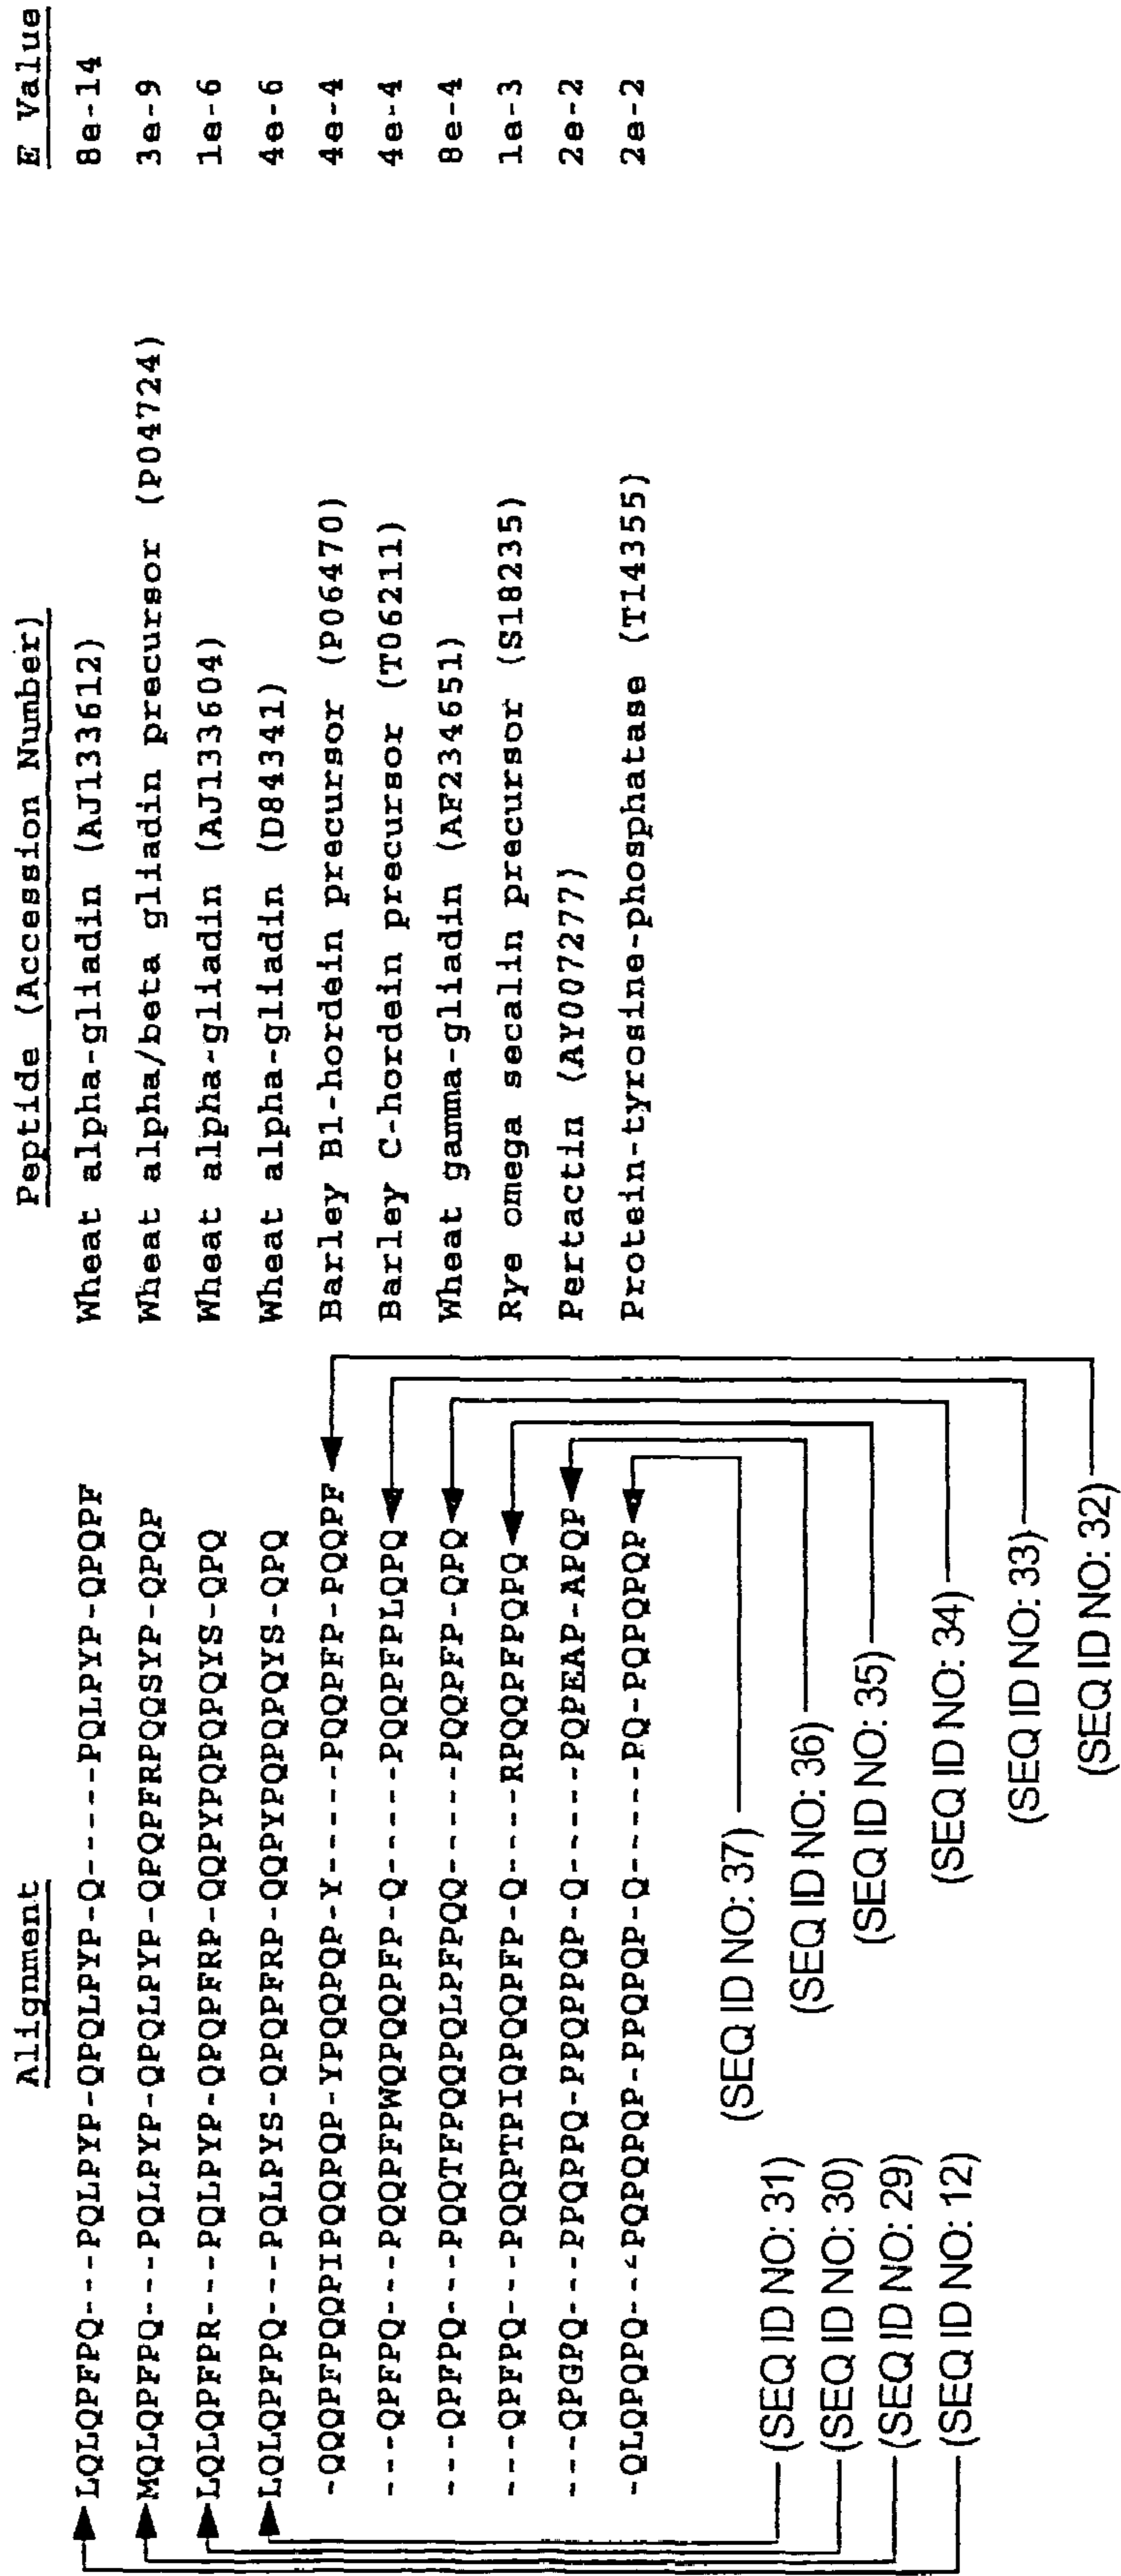 Alignment Peptide (Accession Number) E Value
LQLQPFPQ---PQLPYP-QPQLPYP-Q-----PQLPYP-QPQPF Wheat alpha-gliadin (AJ133612) 8e-14
MQLQPFPQ---PQLPYP-QPQLPYP-QPQPFRPQQSYP-QPQP Wheat alpha/beta gliadin precursor (P04724) 3e-9
LQLQPFPR---PQLPYP-QPQPFRP-QQPYPQPQPQYS-QPQ Wheat alpha-gliadin (AJ133604) 1e-6
LQLQPFPQ---PQLPYS-QPQPFRP-QQPYPQPQPQYS-QPQ Wheat alpha-gliadin (D84341) 4e-6
-QQQPFPQQPIPQQPQP-YPQQPQP-Y-----PQQPFP-PQQPF Barley B1-hordein precursor (P06470) 4e-4
---QPFPQ---PQQPFPWQPQQPFP-Q-----PQQPFPLQPQ Barley C-hordein precursor (T06211) 4e-4
---QPFPQ---PQQTFPQQPQLPFPQQ-----PQQPFP-QPQ Wheat gamma-gliadin (AF234651) 8e-4
---QPFPQ---PQQPTPIQPQQPFP-Q-----RPQQPFPQPQ Rye omega secalin precursor (S18235) 1e-3
---QPGPQ---PPQPPQ-PPQPPQP-Q-----PQPEAP-APQP Pertactin (AY007277) 2e-2
-QLQPQPQ---PQPQPQP-PPQPQP-Q-----PQ-PQPQPQP Protein-tyrosine-phosphatase (T14355) 2e-2
(SEQ ID NO: 31)
(SEQ ID NO: 30)
(SEQ ID NO: 29)
(SEQ ID NO: 12)
(SEQ ID NO: 37)
(SEQ ID NO: 36)
(SEQ ID NO: 35)
(SEQ ID NO: 34)
(SEQ ID NO: 33)
(SEQ ID NO: 32)